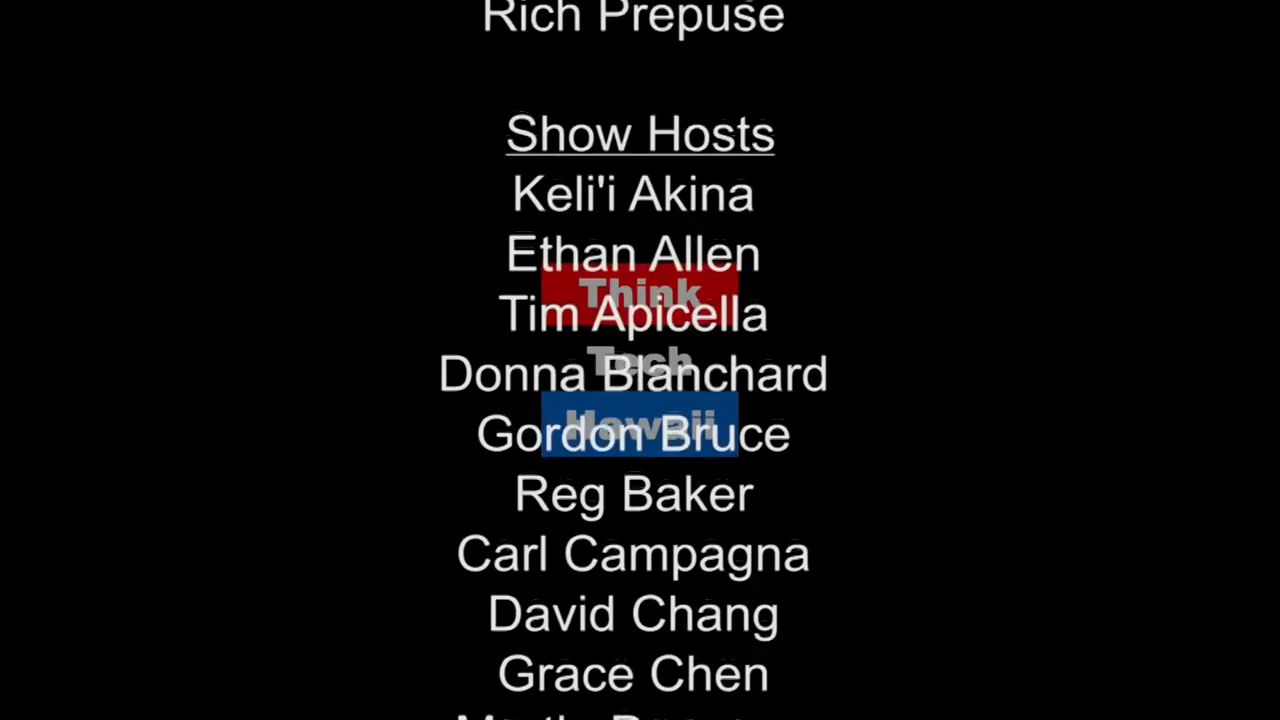 Rich Prepuse
Show Hosts
Keli'i Akina
Ethan Allen
Think
Tim Apicella
Tech
Donna Blanchard
Hawaii
Gordon Bruce
Reg Baker
Carl Campagna
David Chang
Grace Chen